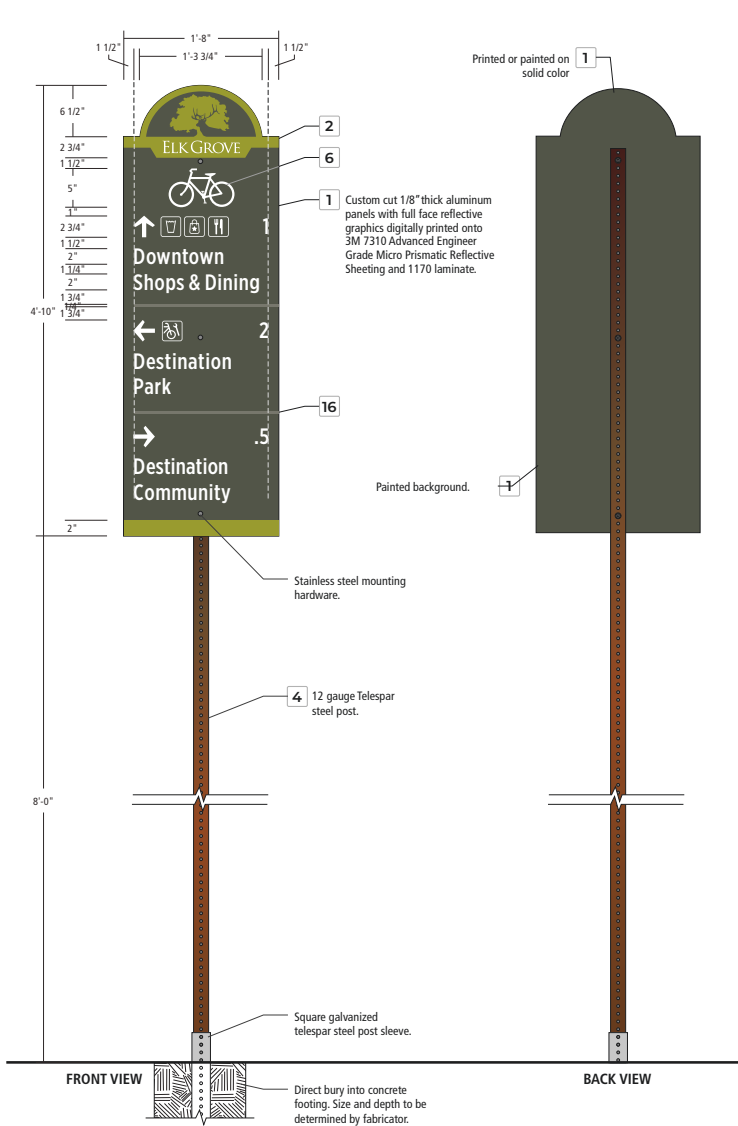 1'-8"
1 1/2"
1'-3 3/4"
1 1/2"
Printed or painted on
solid color
1
6 1/2"
2 3/4"
1 1/2"
5"
1"
2 3/4"
1 1/2"
2"
1 1/4"
2"
1 3/4"
1/4"
1 3/4"
4'-10"
2"
8'-0"
ELK GROVE
2
6
1
Custom cut 1/8" thick aluminum
panels with full face reflective
graphics digitally printed onto
3M 7310 Advanced Engineer
Grade Micro Prismatic Reflective
Sheeting and 1170 laminate.
1
Downtown
Shops & Dining
2
Destination
Park
16
.5
Destination
Community
Painted background.
1
Stainless steel mounting
hardware.
4
12 gauge Telespar
steel post.
Square galvanized
telespar steel post sleeve.
FRONT VIEW
BACK VIEW
Direct bury into concrete
footing. Size and depth to be
determined by fabricator.